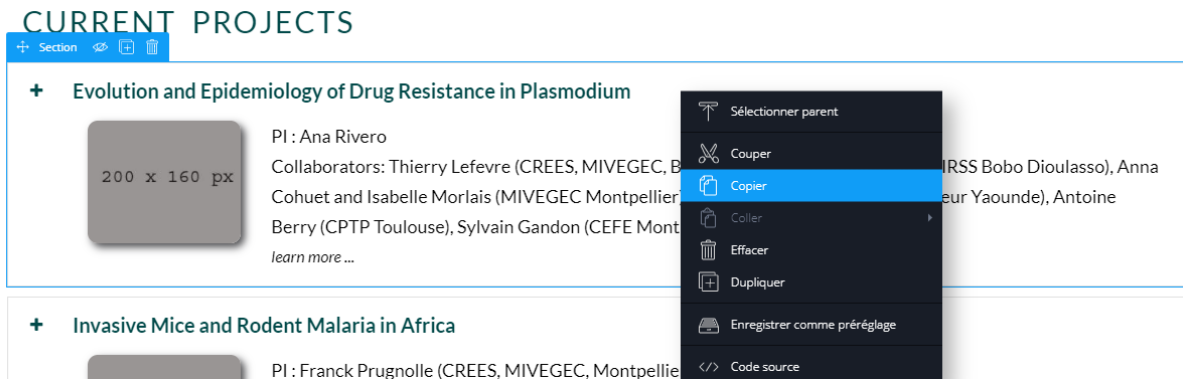 CURRENT PROJECTS
Section
+ Evolution and Epidemiology of Drug Resistance in Plasmodium
200 x 160 px
PI : Ana Rivero
Collaborators: Thierry Lefevre (CREES, MIVEGEC, B
IRSS Bobo Dioulasso), Anna
Cohuet and Isabelle Morlais (MIVEGEC Montpellier)
eur Yaounde), Antoine
Berry (CPTP Toulouse), Sylvain Gandon (CEFE Mont
learn more ...
Sélectionner parent
Couper
Copier
Coller
Effacer
Dupliquer
Enregistrer comme préréglage
</> Code source
+ Invasive Mice and Rodent Malaria in Africa
PI : Franck Prugnolle (CREES, MIVEGEC, Montpellie